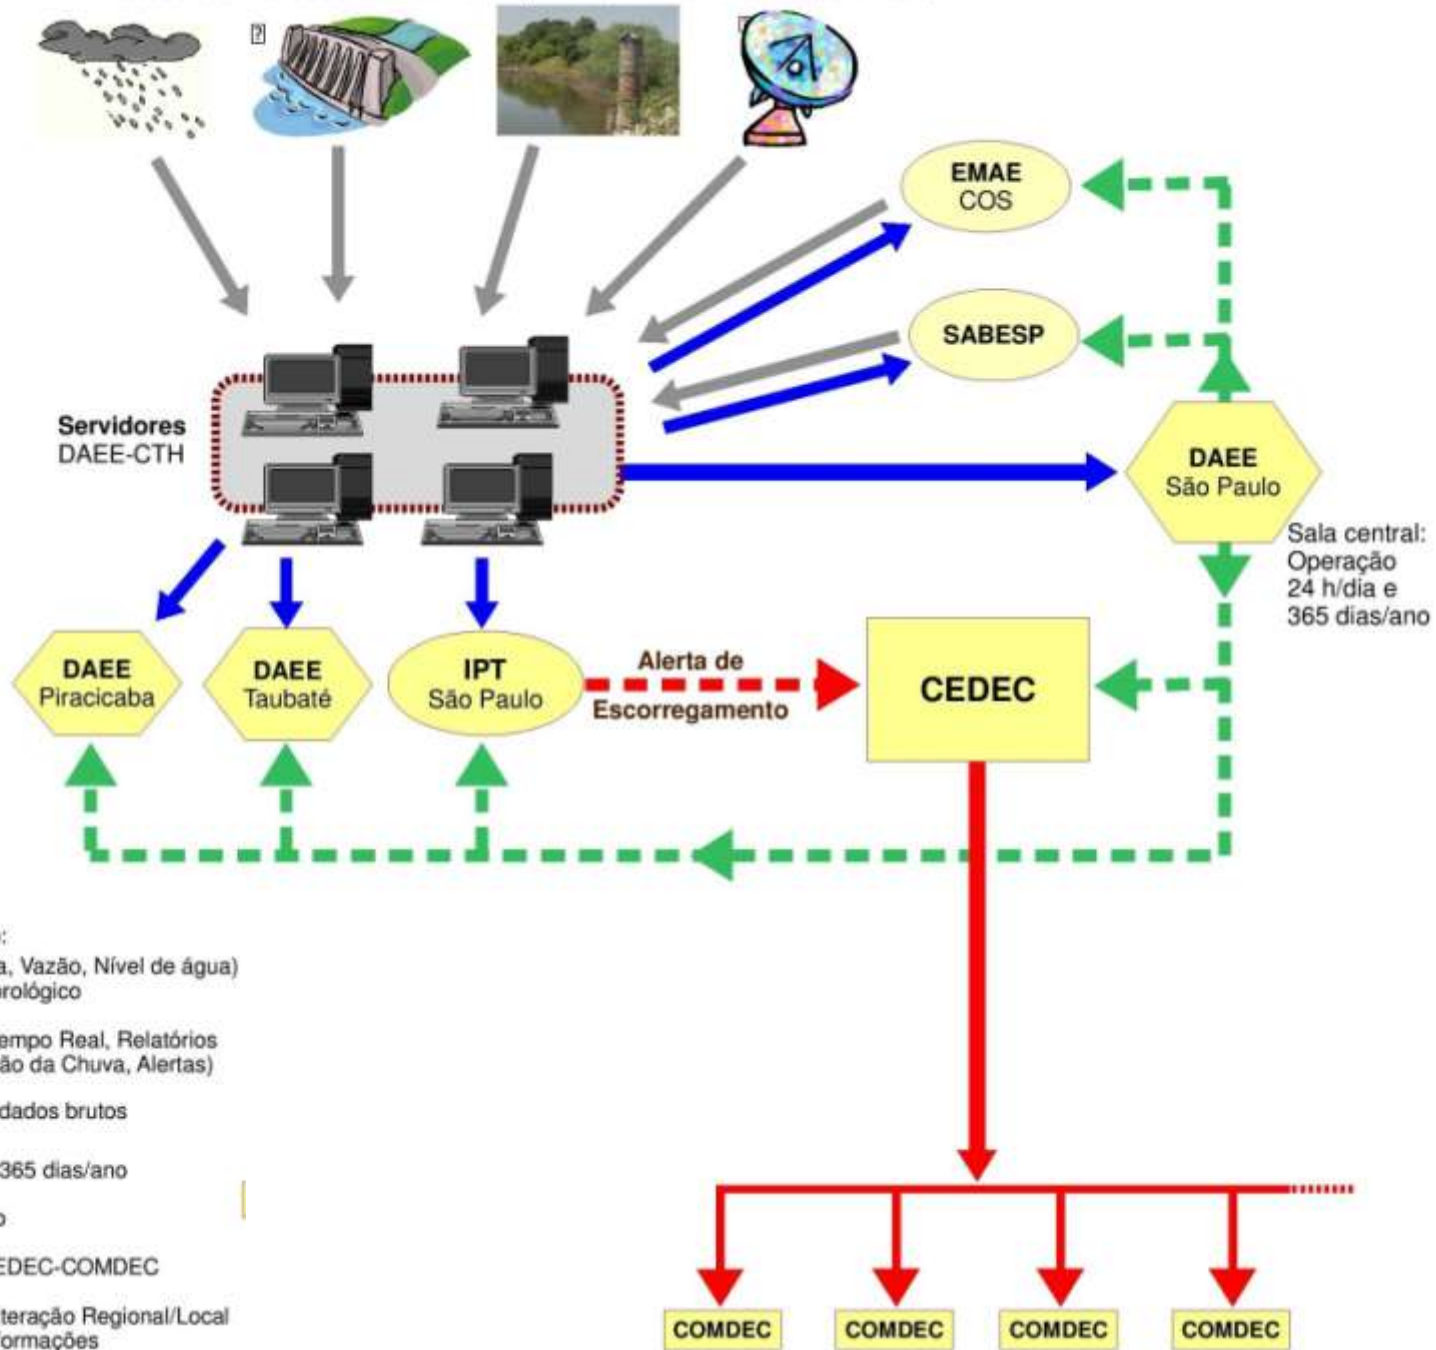 EMAE
COS
SABESP
Servidores
DAEE-CTH
DAEE
São Paulo
Sala central:
Operação
24 h/dia e
365 dias/ano
DAEE
Piracicaba
DAEE
Taubaté
IPT
São Paulo
Alerta de
Escorregamento
CEDEC
, Vazão, Nível de água)
rológico
empo Real, Relatórios
ão da Chuva, Alertas)
dados brutos
365 dias/ano
o
EDEC-COMDEC
teração Regional/Local
formações
COMDEC
COMDEC
COMDEC
COMDEC